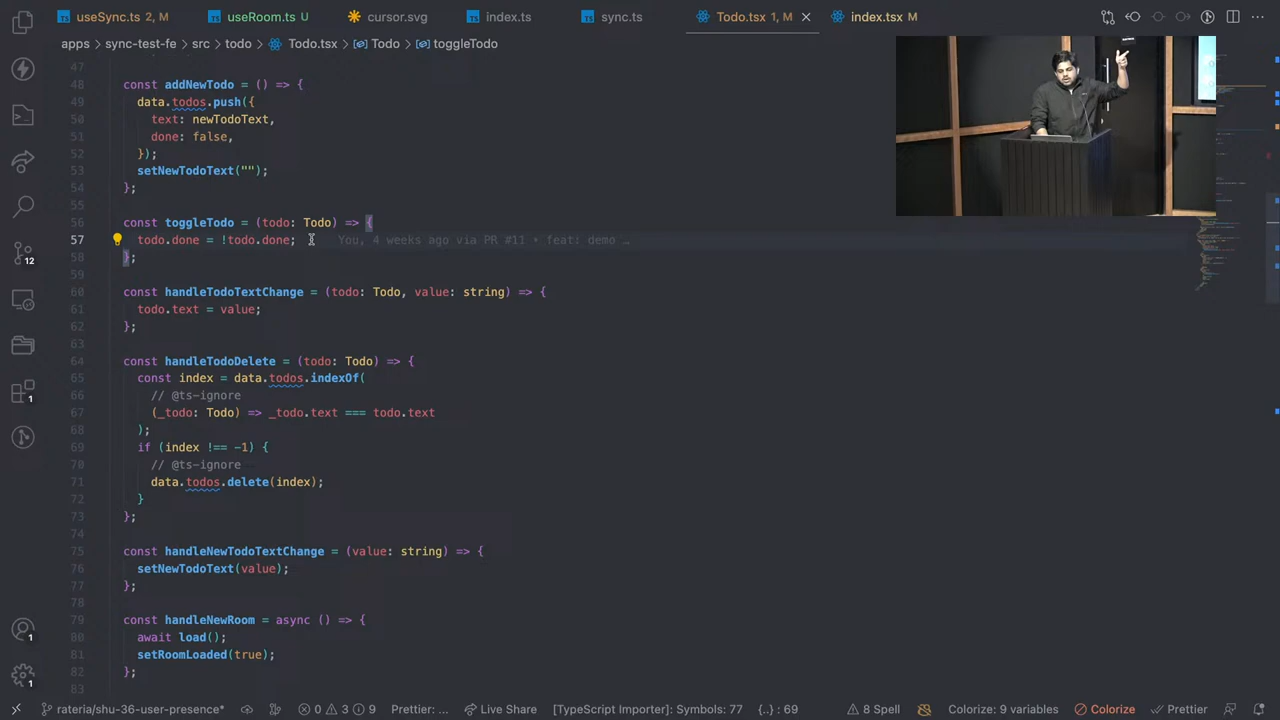 useSync.ts 2, M
useRoom.ts U
cursor.svg
index.ts
sync.ts
Todo.tsx 1, M
index.tsx M
apps > sync-test-fe > src > todo > Todo.tsx > Todo > toggleTodo
47
48 const addNewTodo = () => {
49 data.todos.push({
50 text: newTodoText,
51 done: false,
52 });
53 setNewTodoText("");
54 };
55
56 const toggleTodo = (todo: Todo) => {
57 todo.done = !todo.done; You, 4 weeks ago via PR #11 • feat: demo …
58 };
59
60 const handleTodoTextChange = (todo: Todo, value: string) => {
61 todo.text = value;
62 };
63
64 const handleTodoDelete = (todo: Todo) => {
65 const index = data.todos.indexOf(
66 // @ts-ignore
67 (_todo: Todo) => _todo.text === todo.text
68 );
69 if (index !== -1) {
70 // @ts-ignore
71 data.todos.delete(index);
72 }
73 };
74
75 const handleNewTodoTextChange = (value: string) => {
76 setNewTodoText(value);
77 };
78
79 const handleNewRoom = async () => {
80 await load();
81 setRoomLoaded(true);
82 };
83
12
1
1
1
rateria/shu-36-user-presence* 0 3 9 Prettier: ... Live Share [TypeScript Importer]: Symbols: 77 {..} : 69 8 Spell Colorize: 9 variables Colorize Prettier